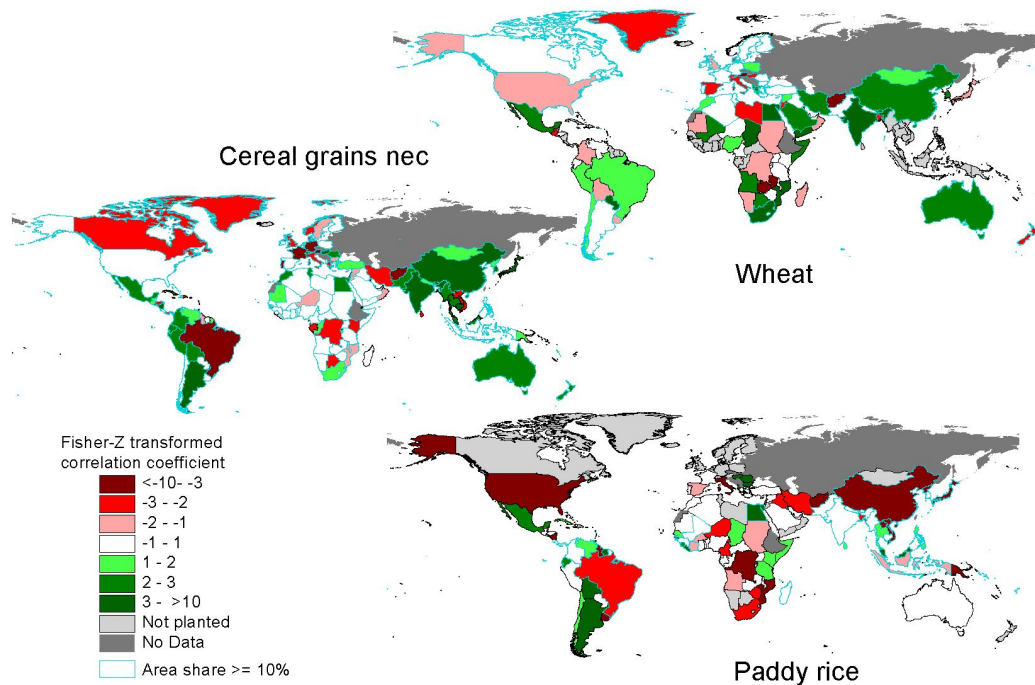 Cereal grains nec
Wheat
Fisher-Z transformed
correlation coefficient
<-10- -3
-3 - -2
-2 - -1
-1 - 1
1 - 2
2 - 3
3 - >10
Not planted
No Data
Area share >= 10%
Paddy rice